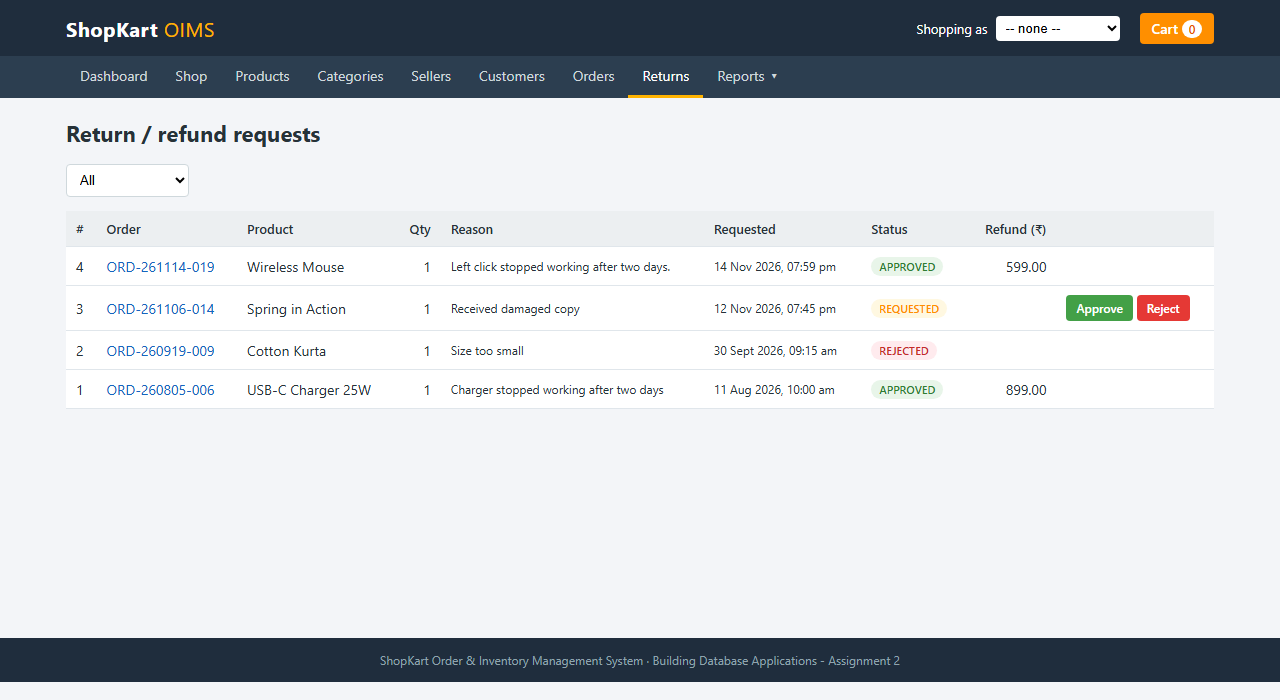 ShopKart OIMS
Shopping as -- none -- Cart 0
Dashboard Shop Products Categories Sellers Customers Orders Returns Reports ▾
Return / refund requests
All
# Order Product Qty Reason Requested Status Refund (₹)
4 ORD-261114-019 Wireless Mouse 1 Left click stopped working after two days. 14 Nov 2026, 07:59 pm APPROVED 599.00
3 ORD-261106-014 Spring in Action 1 Received damaged copy 12 Nov 2026, 07:45 pm REQUESTED Approve Reject
2 ORD-260919-009 Cotton Kurta 1 Size too small 30 Sept 2026, 09:15 am REJECTED
1 ORD-260805-006 USB-C Charger 25W 1 Charger stopped working after two days 11 Aug 2026, 10:00 am APPROVED 899.00
ShopKart Order & Inventory Management System · Building Database Applications - Assignment 2